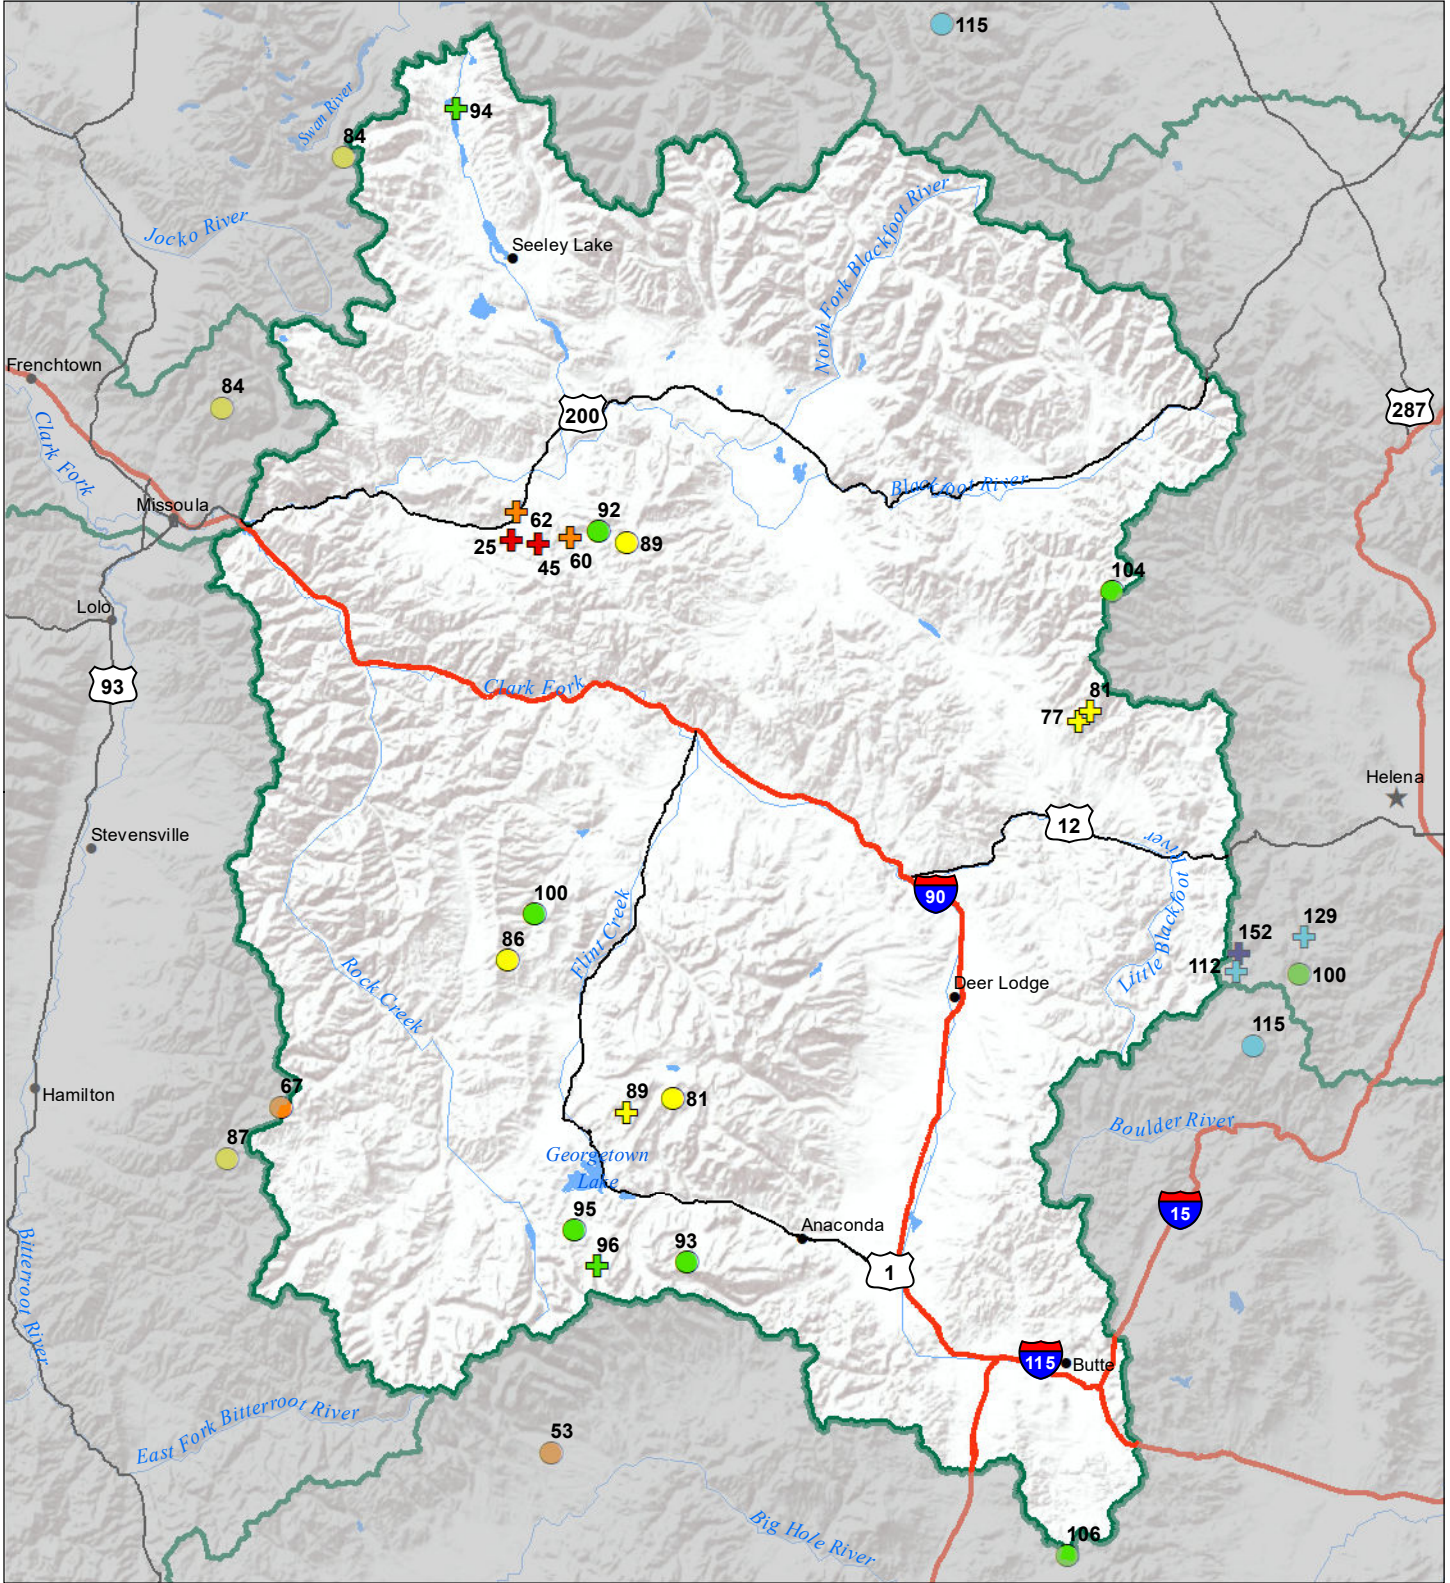 115
94
Swan River
84
Jocko River
Seeley Lake
North Fork Blackfoot River
Frenchtown
84
200
287
Clark Fork
Missoula
Blackfoot River
62
92
25
45
60
89
104
Lolo
93
Clark Fork
81
77
Helena
Stevensville
12
Little Blackfoot River
90
100
86
Flint Creek
129
152
112
100
Rock Creek
Deer Lodge
115
67
Hamilton
89
81
87
Boulder River
Georgetown
Lake
15
95
96
93
Anaconda
1
Bitterroot River
115
Butte
East Fork Bitterroot River
53
Big Hole River
106